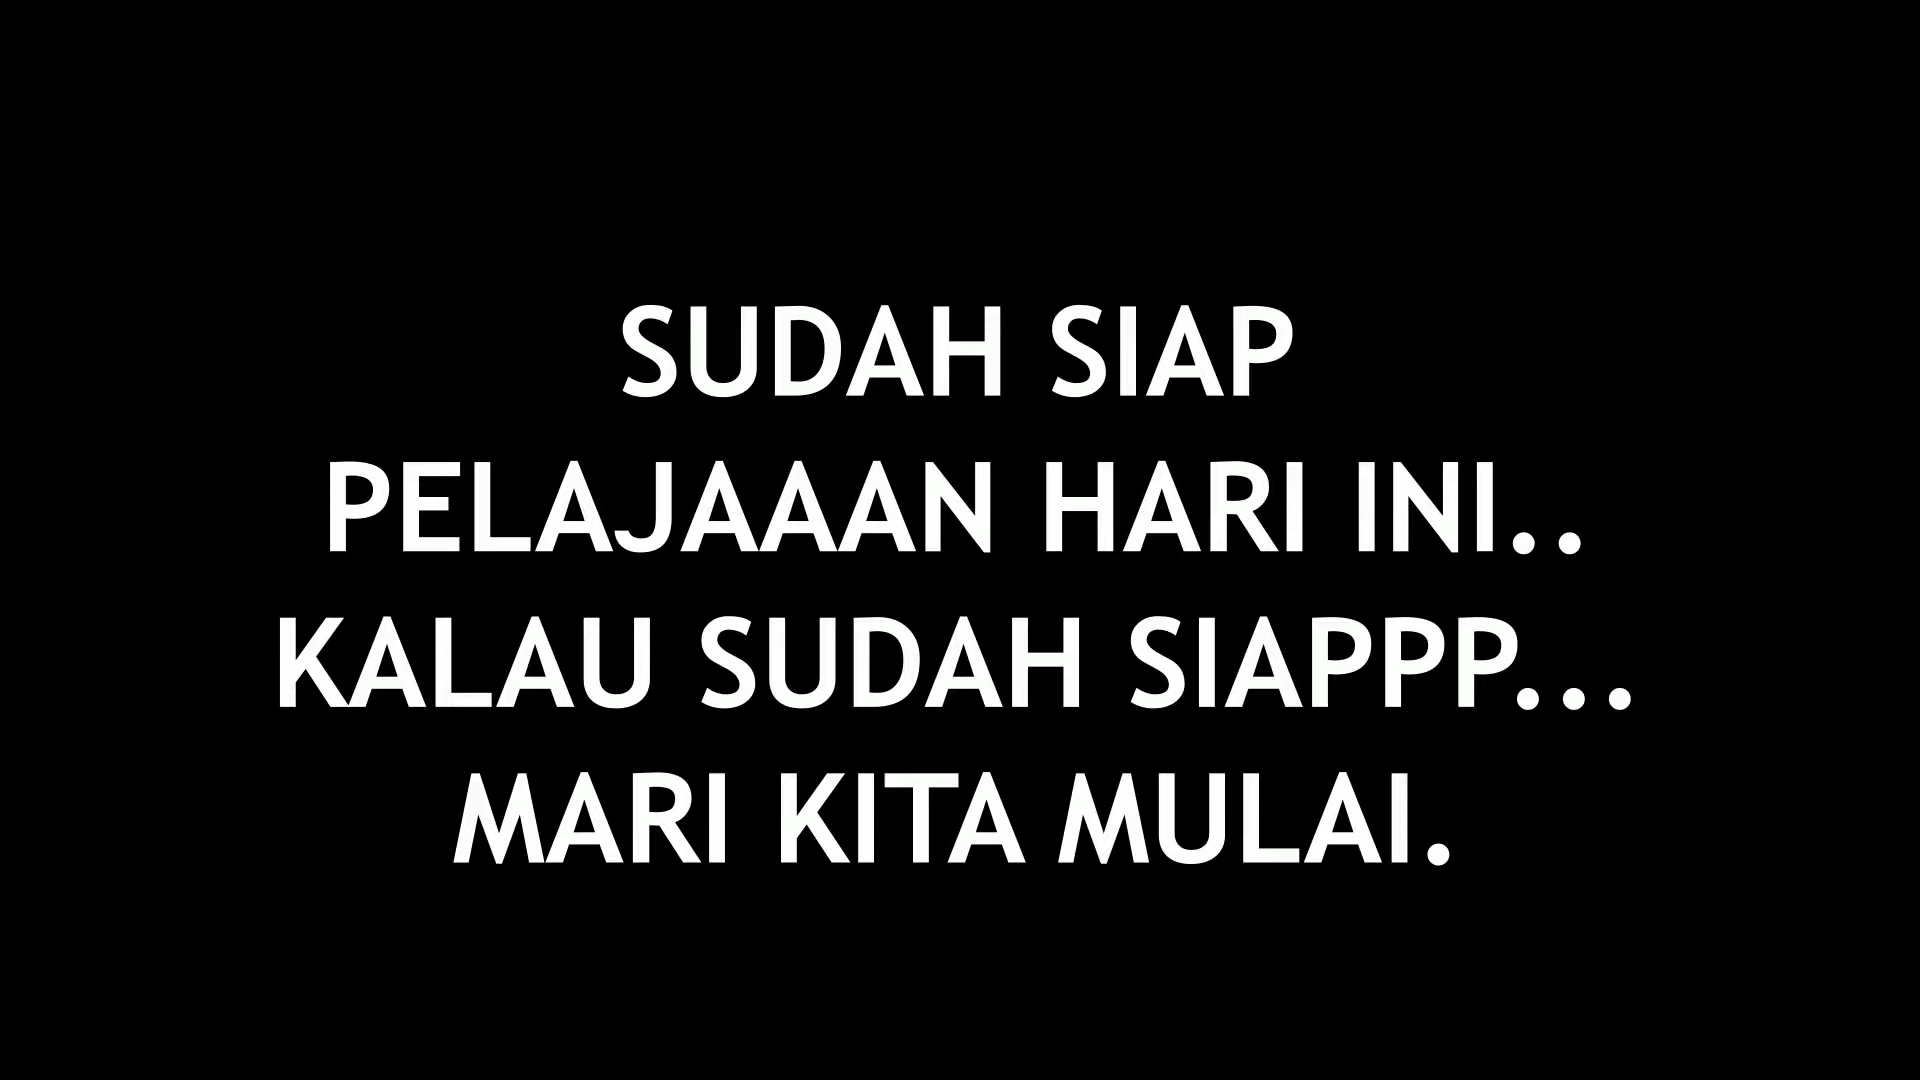 SUDAH SIAP
PELAJAAAN HARI INI..
KALAU SUDAH SIAPPP...
MARI KITA MULAI.